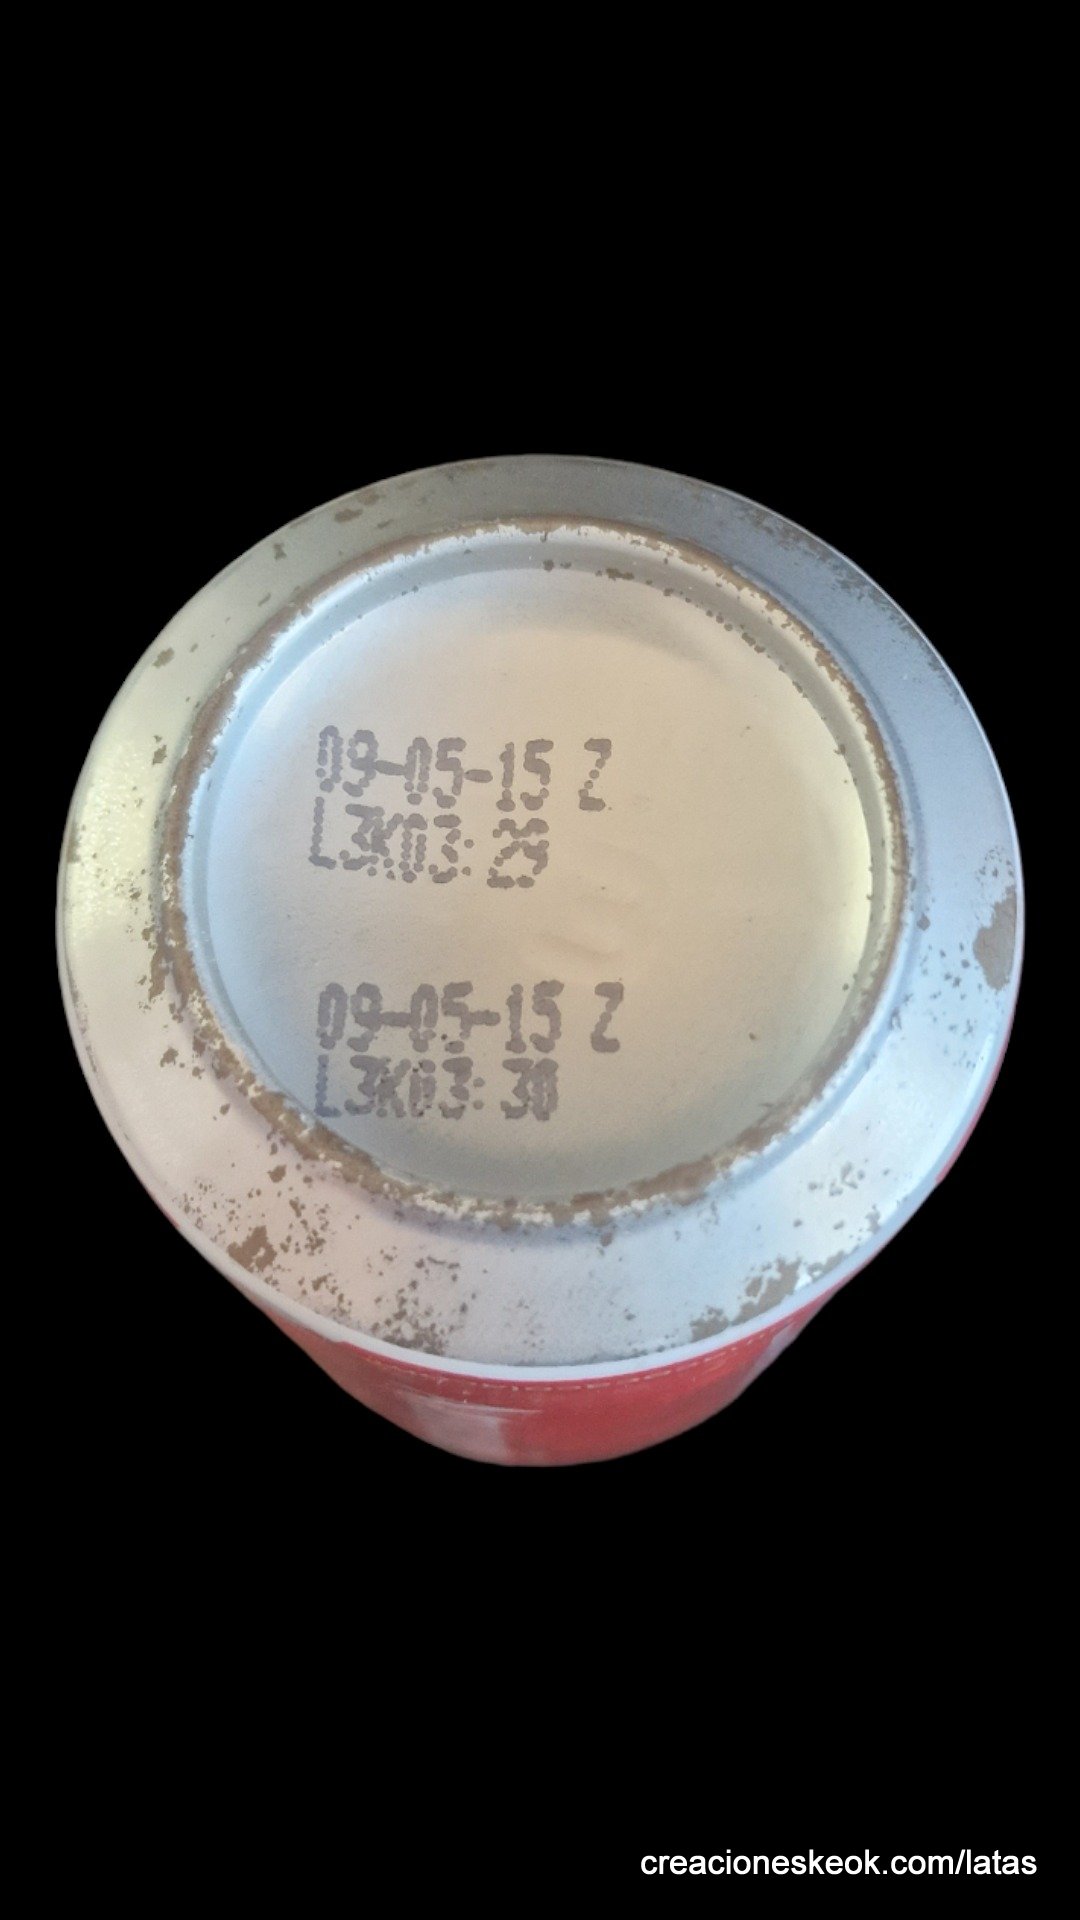 09-05-15 Z
L3K03: 29
09-05-15 Z
L3K03: 30
creacioneskeok.com/latas